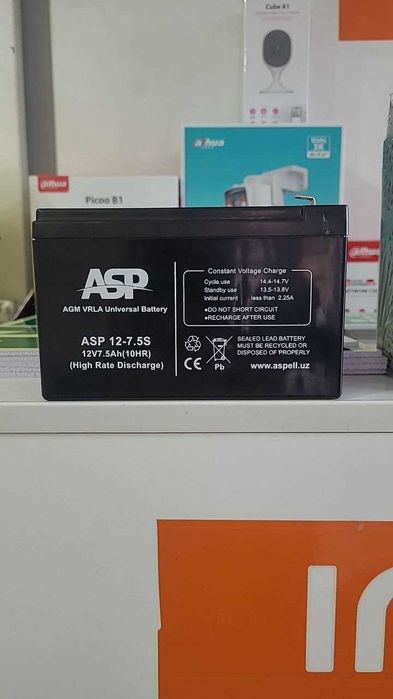 Cube A1
alhua
alhua
Picoo B1
alhua
ASP
AGM VRLA Universal Battery
ASP 12-7.5S
12V7.5Ah(10HR)
(High Rate Discharge)
Constant Voltage Charge
Cycle use 14.4-14.7V
Standby use 13.5-13.8V
Initial current less than 2.25A
●DO NOT SHORT CIRCUIT
●RECHARGE AFTER USE
CE Pb
SEALED LEAD BATTERY
MUST BE RECYCLED OR
DISPOSED OF PROPERLY
www.aspell.uz